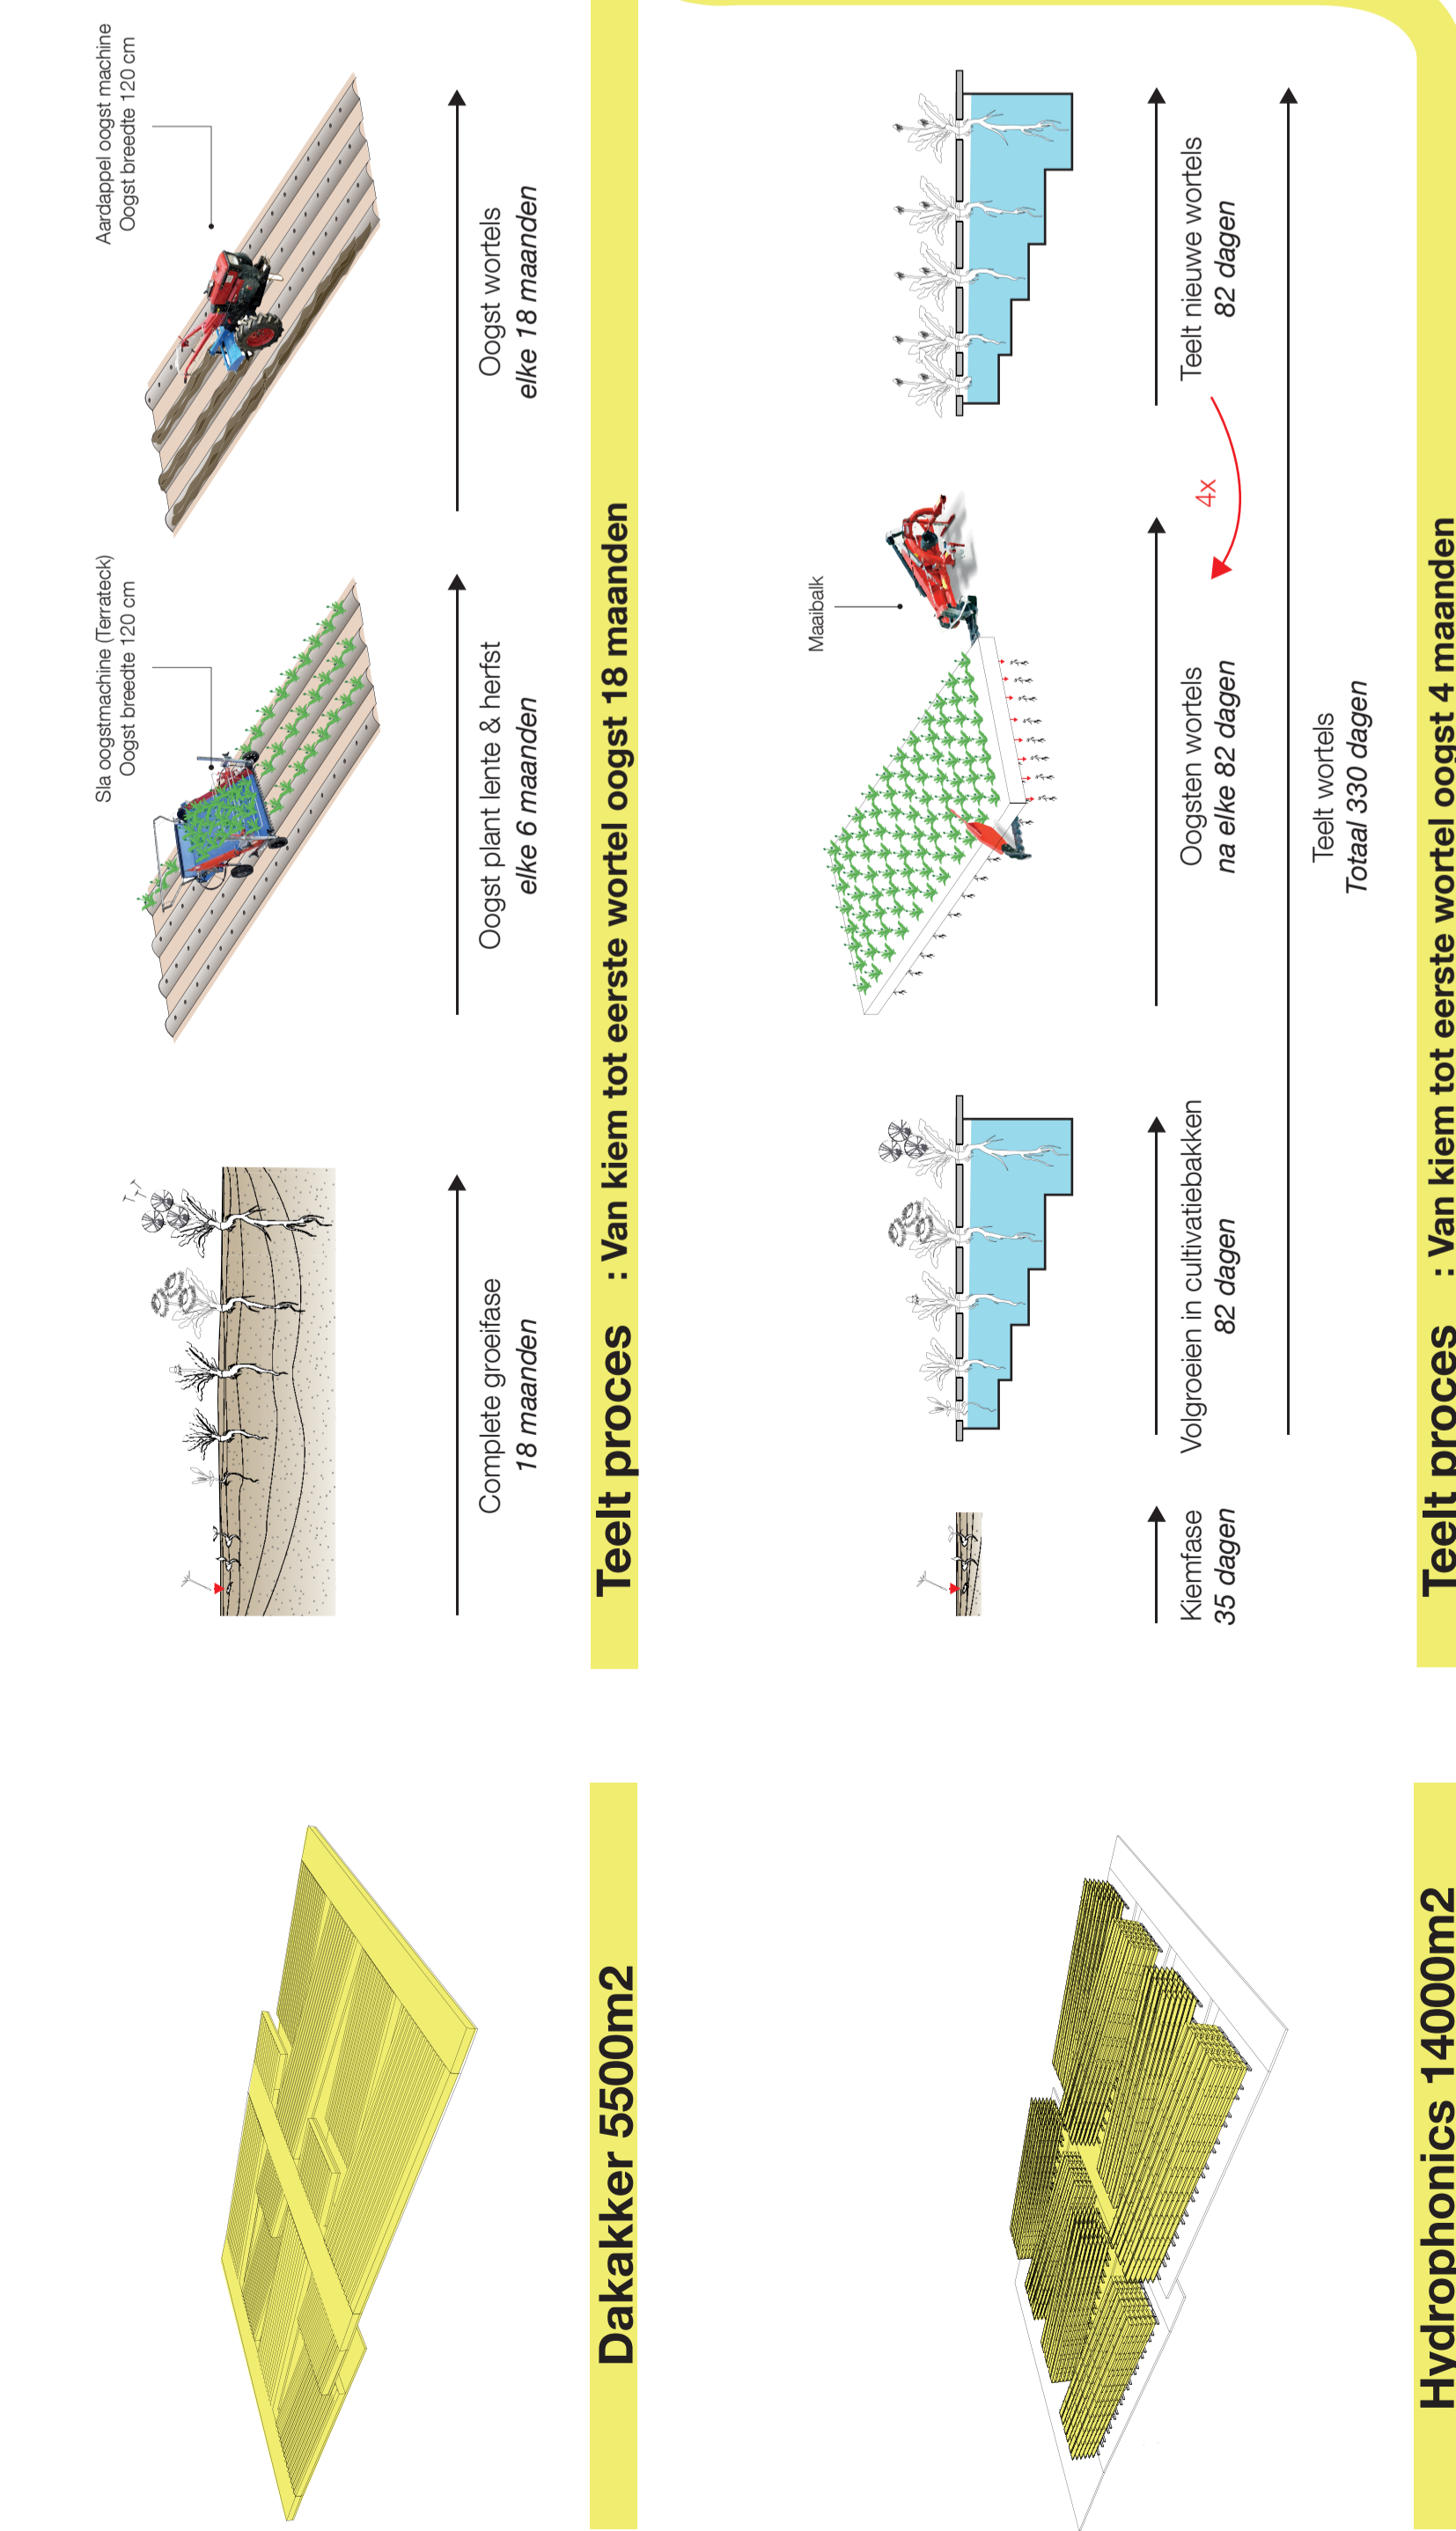 Aardappel oogst machine
Oogst breedte 120 cm
Sla oogstmachine (Terrateck)
Oogst breedte 120 cm
Complete groeifase
18 maanden
Oogst plant lente & herfst
elke 6 maanden
Oogst wortels
elke 18 maanden
Dakakker 5500m2
Teelt proces : Van kiem tot eerste wortel oogst 18 maanden
Maaibalk
Kiemfase
35 dagen
Volgroeien in cultivatiebakken
82 dagen
Oogsten wortels
na elke 82 dagen
4x
Teelt nieuwe wortels
82 dagen
Teelt wortels
Totaal 330 dagen
Hydrophonics 14000m2
Teelt proces : Van kiem tot eerste wortel oogst 4 maanden